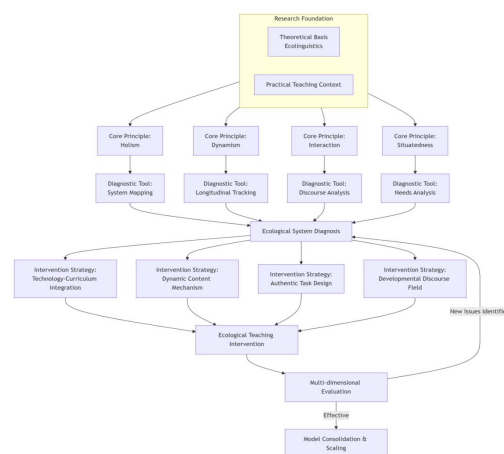 Research Foundation
Theoretical Basis
Ecolinguistics
Practical Teaching Context
Core Principle:
Holism
Core Principle:
Dynamism
Core Principle:
Interaction
Core Principle:
Situatedness
Diagnostic Tool:
System Mapping
Diagnostic Tool:
Longitudinal Tracking
Diagnostic Tool:
Discourse Analysis
Diagnostic Tool:
Needs Analysis
Ecological System Diagnosis
Intervention Strategy:
Technology-Curriculum
Integration
Intervention Strategy:
Dynamic Content
Mechanism
Intervention Strategy:
Authentic Task Design
Intervention Strategy:
Developmental Discourse
Field
New Issues Identifie
Ecological Teaching
Intervention
Multi-dimensional
Evaluation
Effective
Model Consolidation &
Scaling